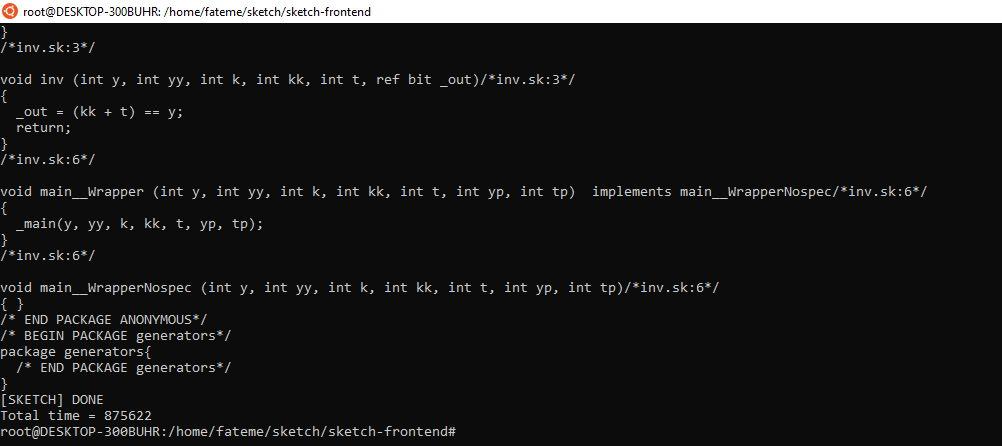 root@DESKTOP-300BUHR: /home/fateme/sketch/sketch-frontend
}
/*inv.sk:3*/
void inv (int y, int yy, int k, int kk, int t, ref bit _out)/*inv.sk:3*/
{
  _out = (kk + t) == y;
  return;
}
/*inv.sk:6*/
void main__Wrapper (int y, int yy, int k, int kk, int t, int yp, int tp)  implements main__WrapperNospec/*inv.sk:6*/
{
  _main(y, yy, k, kk, t, yp, tp);
}
/*inv.sk:6*/
void main__WrapperNospec (int y, int yy, int k, int kk, int t, int yp, int tp)/*inv.sk:6*/
{ }
/* END PACKAGE ANONYMOUS*/
/* BEGIN PACKAGE generators*/
package generators{
  /* END PACKAGE generators*/
}
[SKETCH] DONE
Total time = 875622
root@DESKTOP-300BUHR:/home/fateme/sketch/sketch-frontend#